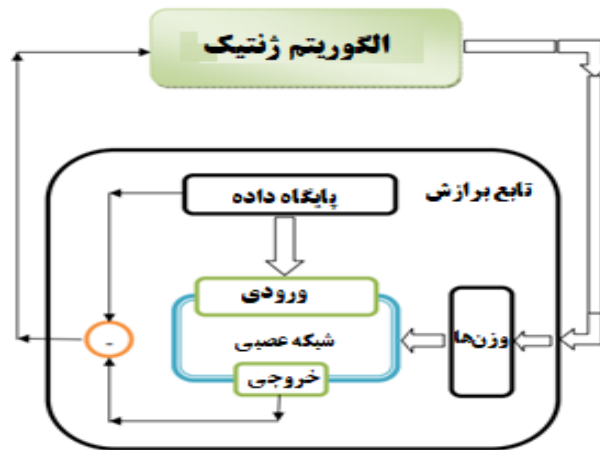 الگوریتم ژنتیک
تابع برازش
پایگاه داده
ورودی
وزن‌ها
شبکه عصبی
خروجی
-